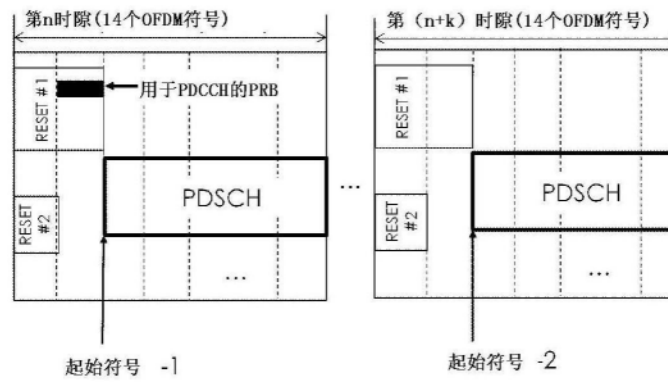 第n时隙(14个OFDM符号)
第（n+k）时隙(14个OFDM符号)
RESET #1
用于PDCCH的PRB
RESET #1
PDSCH
...
PDSCH
RESET #2
RESET #2
...
...
起始符号 -1
起始符号 -2